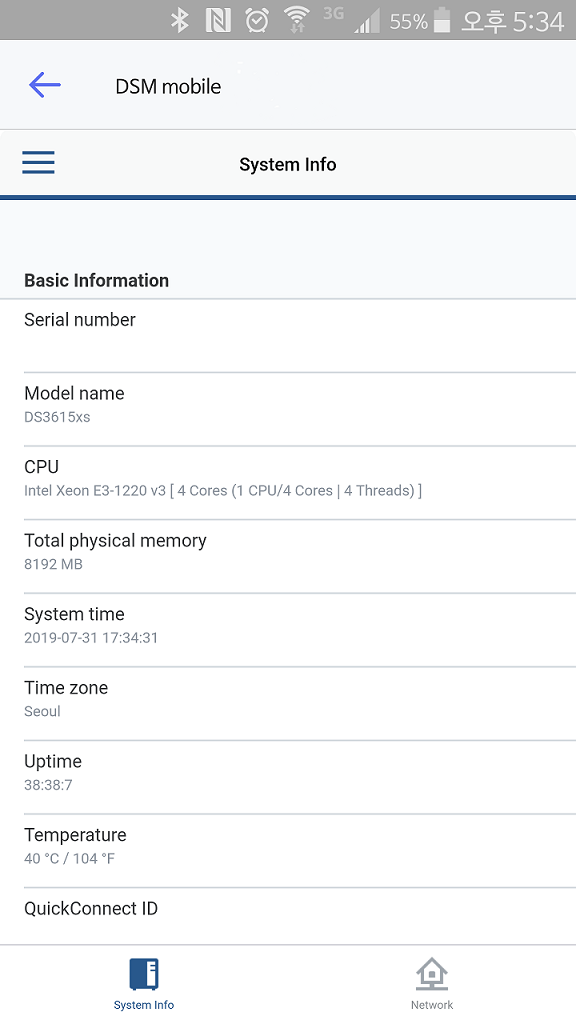 3G 55% 오후 5:34
DSM mobile
System Info
Basic Information
Serial number
Model name
DS3615xs
CPU
Intel Xeon E3-1220 v3 [ 4 Cores (1 CPU/4 Cores | 4 Threads) ]
Total physical memory
8192 MB
System time
2019-07-31 17:34:31
Time zone
Seoul
Uptime
38:38:7
Temperature
40 °C / 104 °F
QuickConnect ID
System Info
Network